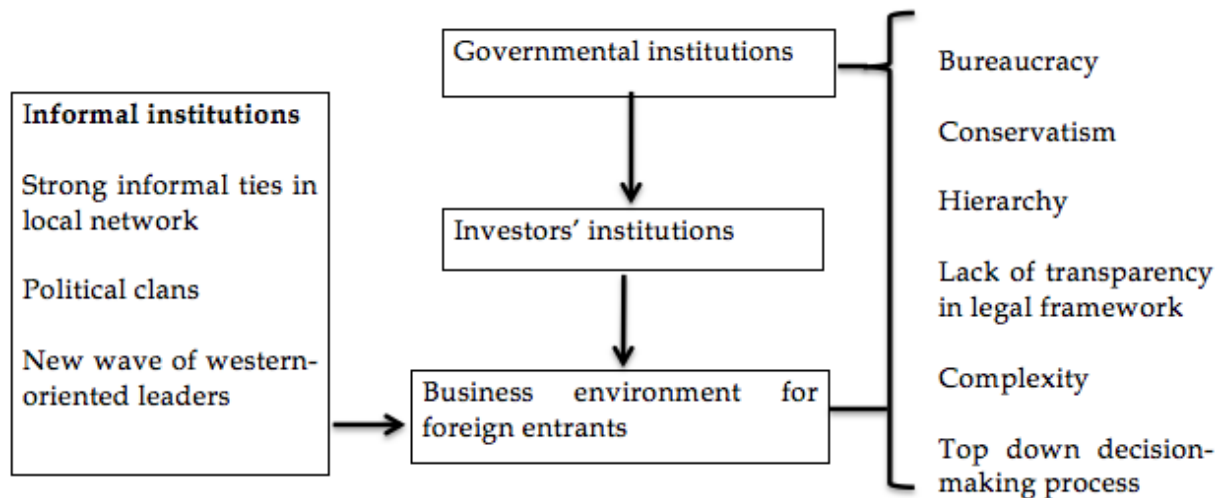 Informal institutions
Strong informal ties in
local network
Political clans
New wave of western-
oriented leaders
Governmental institutions
Investors’ institutions
Business environment for
foreign entrants
Bureaucracy
Conservatism
Hierarchy
Lack of transparency
in legal framework
Complexity
Top down decision-
making process